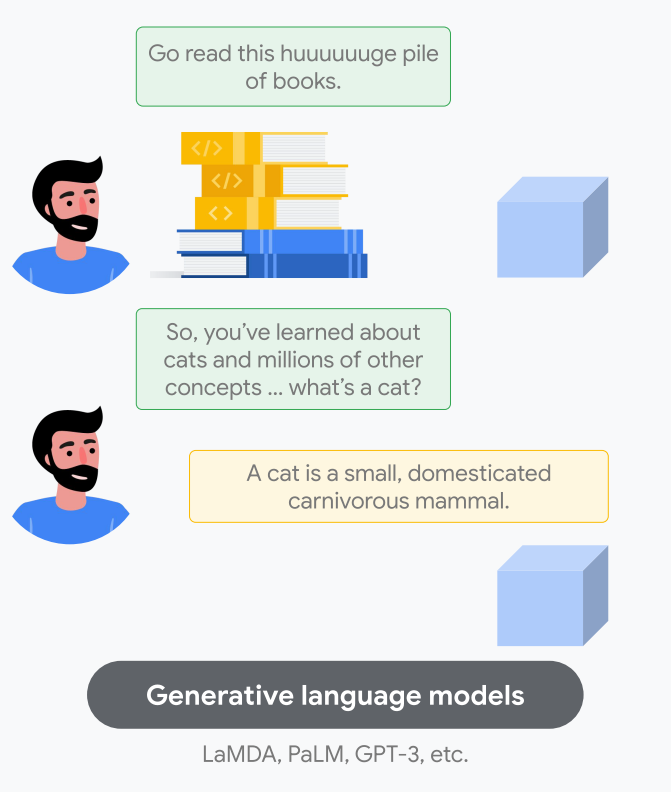 Go read this huuuuuuge pile
of books.
</>
</>
<>
So, you’ve learned about
cats and millions of other
concepts ... what’s a cat?
A cat is a small, domesticated
carnivorous mammal.
Generative language models
LaMDA, PaLM, GPT-3, etc.